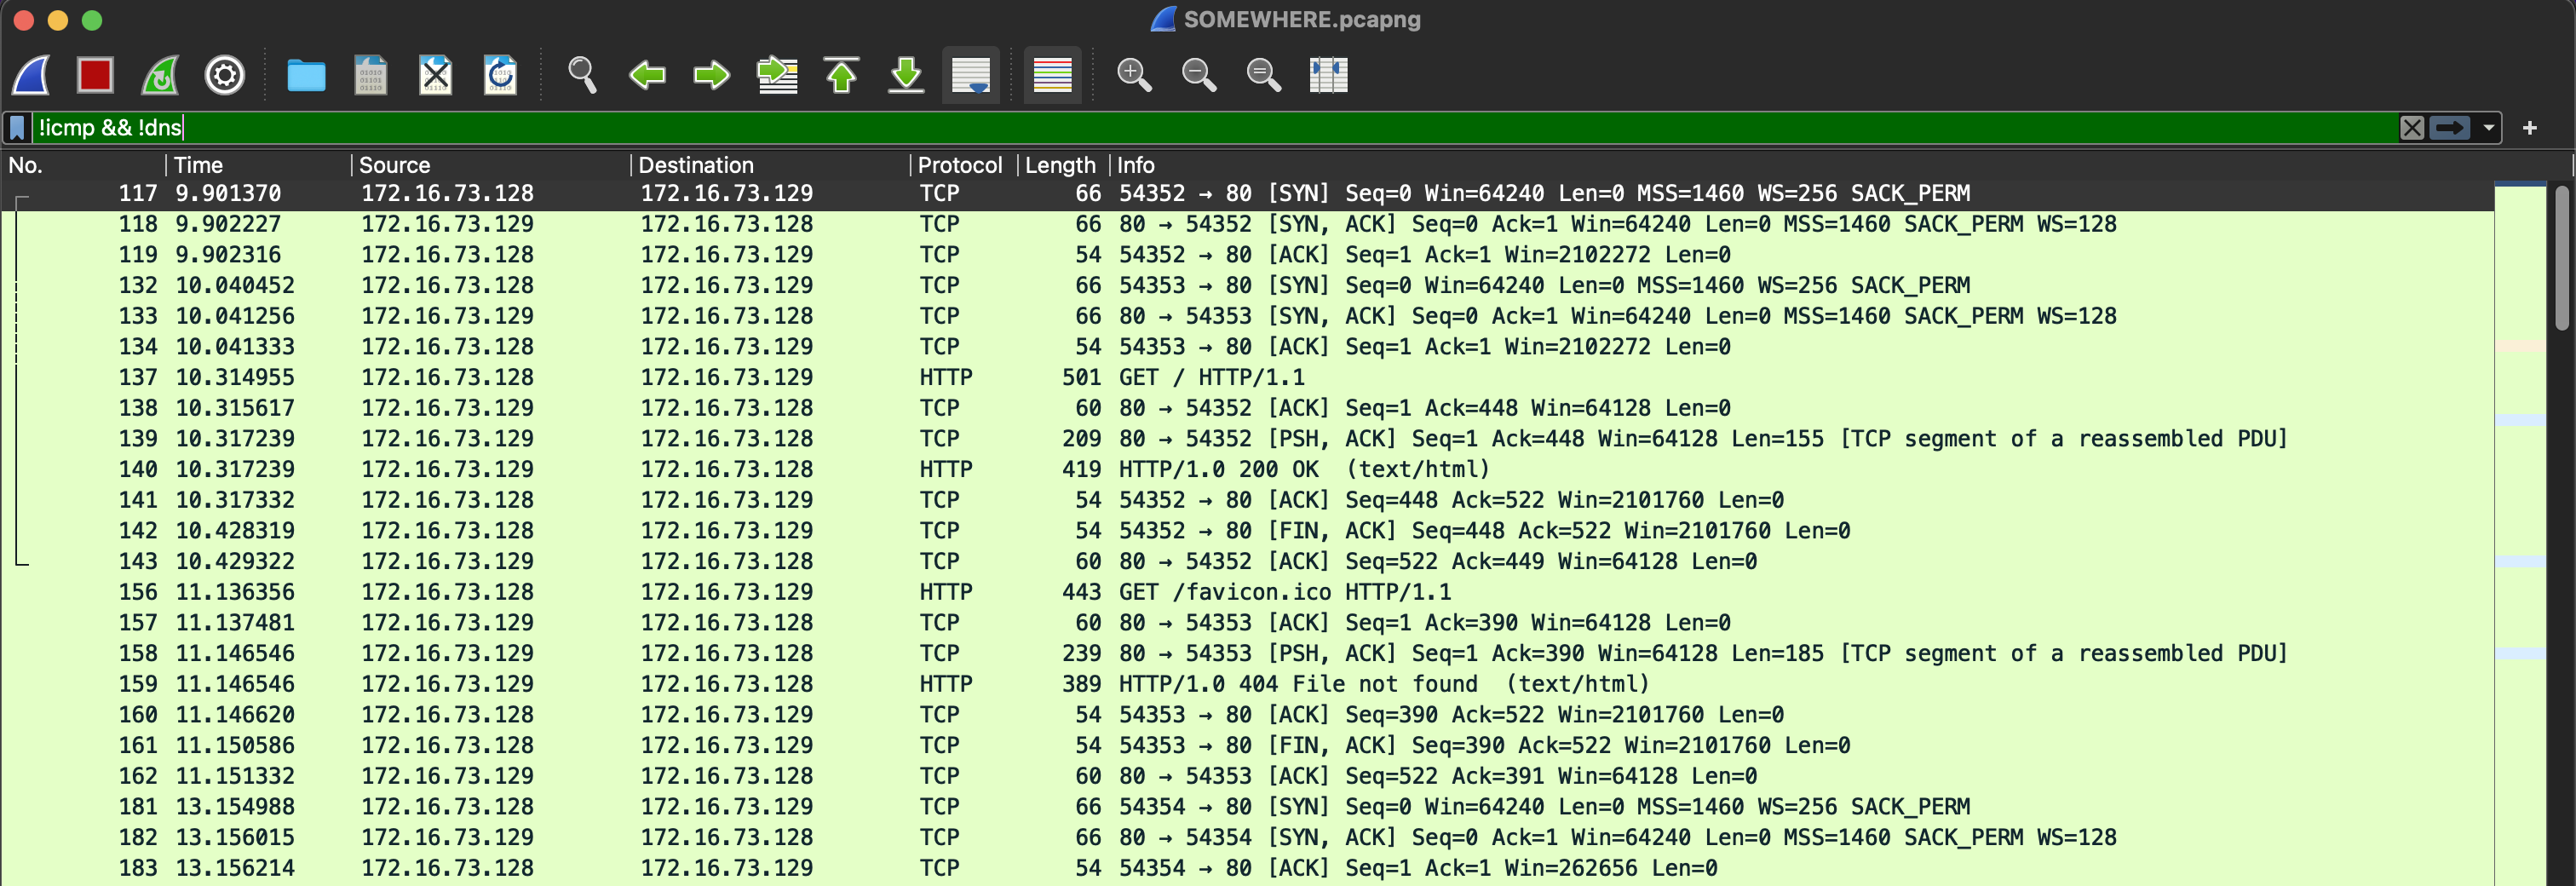 SOMEWHERE.pcapng
!icmp && !dns
No. Time Source Destination Protocol Length Info
117 9.901370 172.16.73.128 172.16.73.129 TCP 66 54352 → 80 [SYN] Seq=0 Win=64240 Len=0 MSS=1460 WS=256 SACK_PERM
118 9.902227 172.16.73.129 172.16.73.128 TCP 66 80 → 54352 [SYN, ACK] Seq=0 Ack=1 Win=64240 Len=0 MSS=1460 SACK_PERM WS=128
119 9.902316 172.16.73.128 172.16.73.129 TCP 54 54352 → 80 [ACK] Seq=1 Ack=1 Win=2102272 Len=0
132 10.040452 172.16.73.128 172.16.73.129 TCP 66 54353 → 80 [SYN] Seq=0 Win=64240 Len=0 MSS=1460 WS=256 SACK_PERM
133 10.041256 172.16.73.129 172.16.73.128 TCP 66 80 → 54353 [SYN, ACK] Seq=0 Ack=1 Win=64240 Len=0 MSS=1460 SACK_PERM WS=128
134 10.041333 172.16.73.128 172.16.73.129 TCP 54 54353 → 80 [ACK] Seq=1 Ack=1 Win=2102272 Len=0
137 10.314955 172.16.73.128 172.16.73.129 HTTP 501 GET / HTTP/1.1
138 10.315617 172.16.73.129 172.16.73.128 TCP 60 80 → 54352 [ACK] Seq=1 Ack=448 Win=64128 Len=0
139 10.317239 172.16.73.129 172.16.73.128 TCP 209 80 → 54352 [PSH, ACK] Seq=1 Ack=448 Win=64128 Len=155 [TCP segment of a reassembled PDU]
140 10.317239 172.16.73.129 172.16.73.128 HTTP 419 HTTP/1.0 200 OK (text/html)
141 10.317332 172.16.73.128 172.16.73.129 TCP 54 54352 → 80 [ACK] Seq=448 Ack=522 Win=2101760 Len=0
142 10.428319 172.16.73.128 172.16.73.129 TCP 54 54352 → 80 [FIN, ACK] Seq=448 Ack=522 Win=2101760 Len=0
143 10.429322 172.16.73.129 172.16.73.128 TCP 60 80 → 54352 [ACK] Seq=522 Ack=449 Win=64128 Len=0
156 11.136356 172.16.73.128 172.16.73.129 HTTP 443 GET /favicon.ico HTTP/1.1
157 11.137481 172.16.73.129 172.16.73.128 TCP 60 80 → 54353 [ACK] Seq=1 Ack=390 Win=64128 Len=0
158 11.146546 172.16.73.129 172.16.73.128 TCP 239 80 → 54353 [PSH, ACK] Seq=1 Ack=390 Win=64128 Len=185 [TCP segment of a reassembled PDU]
159 11.146546 172.16.73.129 172.16.73.128 HTTP 389 HTTP/1.0 404 File not found (text/html)
160 11.146620 172.16.73.128 172.16.73.129 TCP 54 54353 → 80 [ACK] Seq=390 Ack=522 Win=2101760 Len=0
161 11.150586 172.16.73.128 172.16.73.129 TCP 54 54353 → 80 [FIN, ACK] Seq=390 Ack=522 Win=2101760 Len=0
162 11.151332 172.16.73.129 172.16.73.128 TCP 60 80 → 54353 [ACK] Seq=522 Ack=391 Win=64128 Len=0
181 13.154988 172.16.73.128 172.16.73.129 TCP 66 54354 → 80 [SYN] Seq=0 Win=64240 Len=0 MSS=1460 WS=256 SACK_PERM
182 13.156015 172.16.73.129 172.16.73.128 TCP 66 80 → 54354 [SYN, ACK] Seq=0 Ack=1 Win=64240 Len=0 MSS=1460 SACK_PERM WS=128
183 13.156214 172.16.73.128 172.16.73.129 TCP 54 54354 → 80 [ACK] Seq=1 Ack=1 Win=262656 Len=0